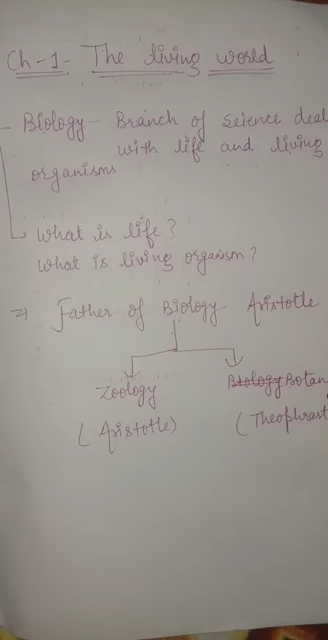 Ch-1- The living world
- Biology - Branch of Science deal
with life and living
organisms
What is life?
What is living organism?
=> Father of Biology - Aristotle
Zoology Biology Botan
(Aristotle) (Theophrast